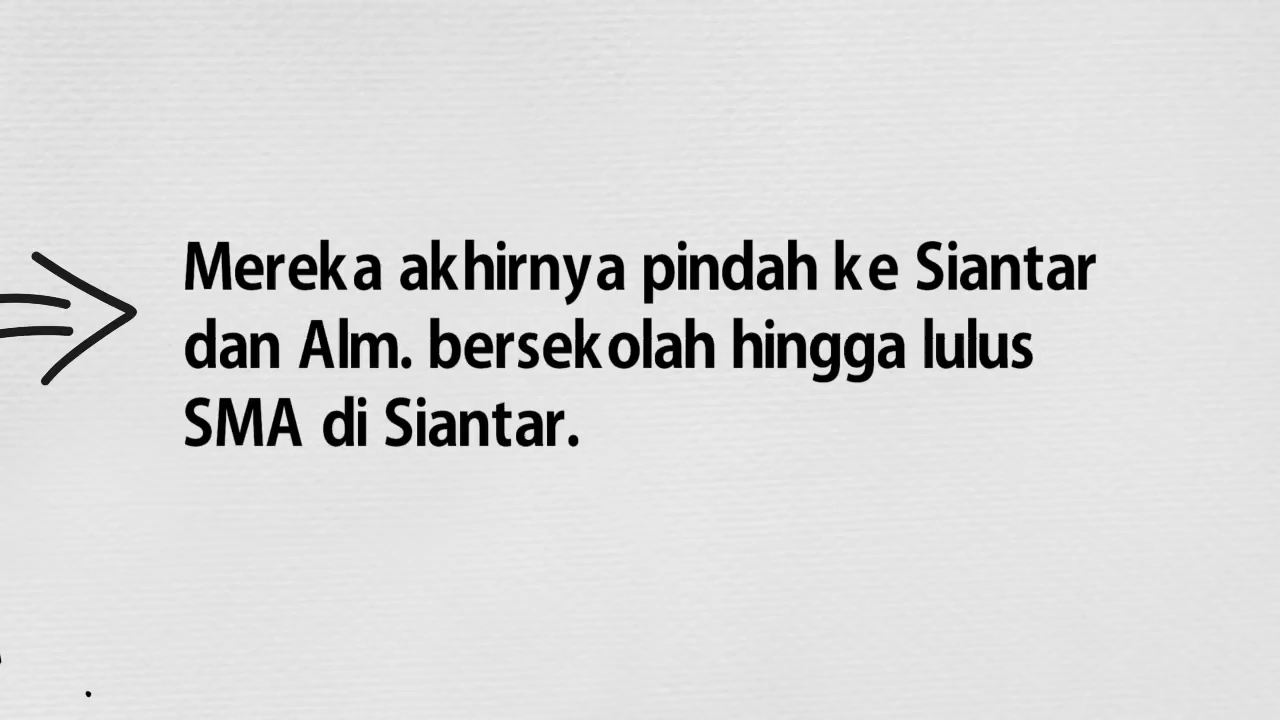 Mereka akhirnya pindah ke Siantar
dan Alm. bersekolah hingga lulus
SMA di Siantar.